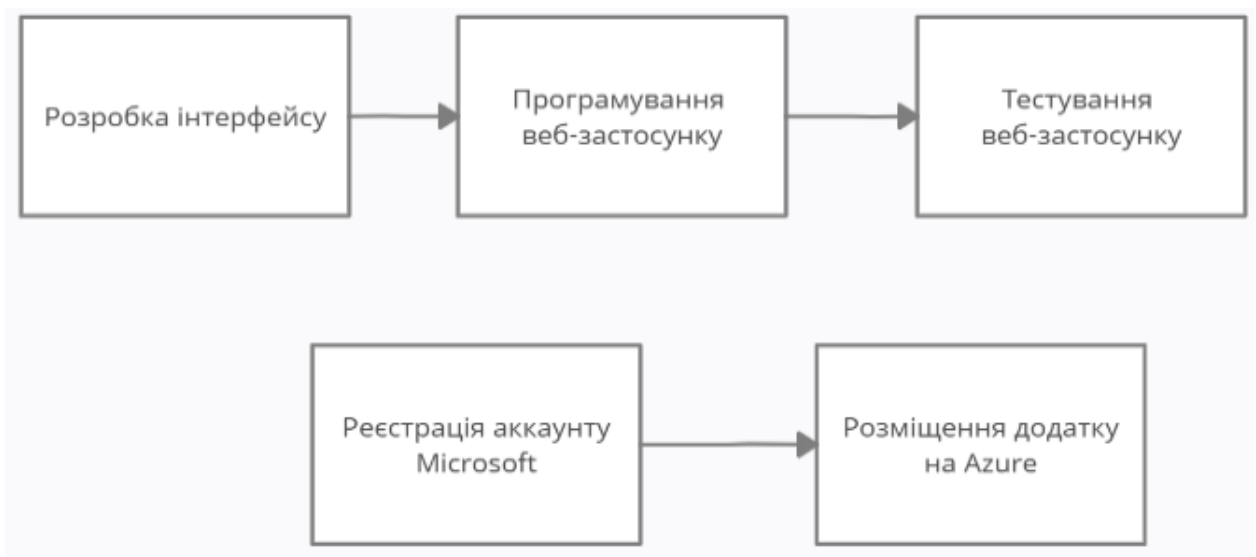 Розробка інтерфейсу
Програмування
веб-застосунку
Тестування
веб-застосунку
Реєстрація аккаунту
Microsoft
Розміщення додатку
на Azure